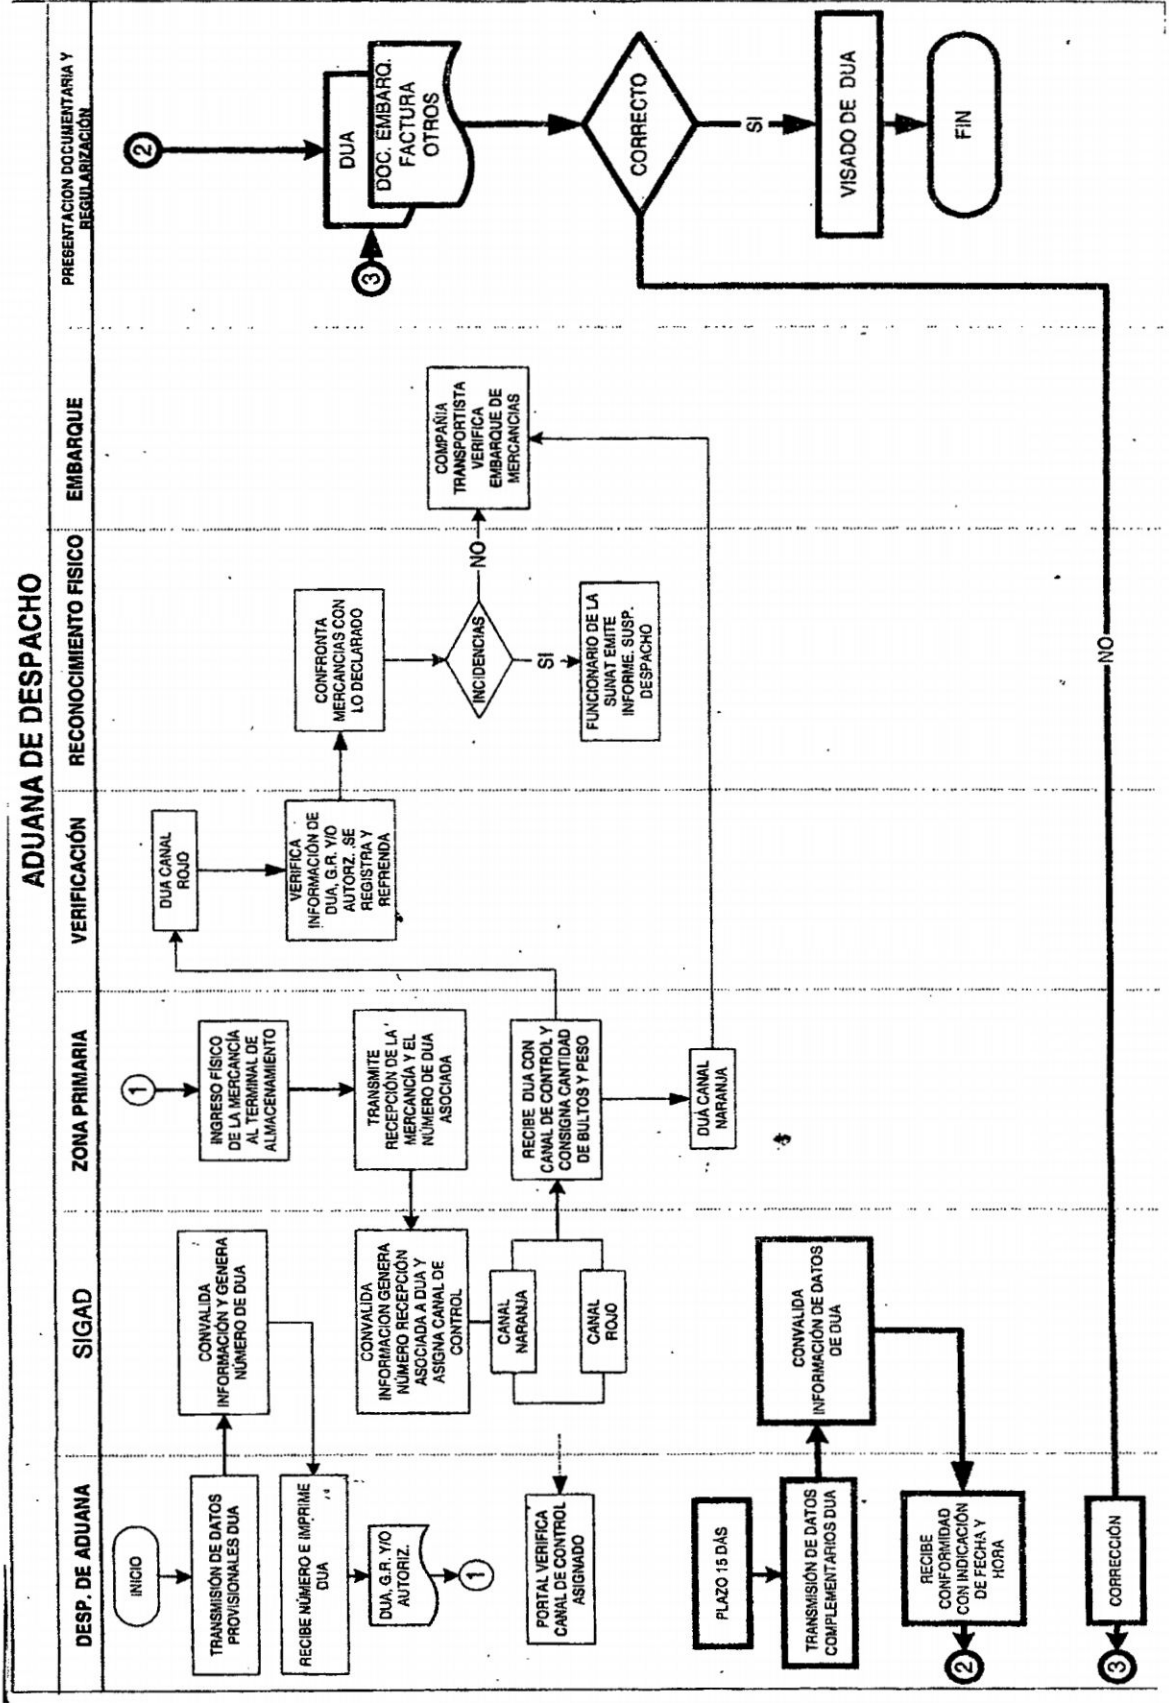 ADUANA DE DESPACHO
DESP. DE ADUANA
SIGAD
ZONA PRIMARIA
VERIFICACIÓN
RECONOCIMIENTO FISICO
EMBARQUE
PRESENTACION DOCUMENTARIA Y
REGULARIZACIÓN
INICIO
TRANSMISIÓN DE DATOS
PROVISIONALES DUA
RECIBE NÚMERO E IMPRIME
DUA
DUA, G.R. Y/O
AUTORIZ.
1
PORTAL VERIFICA
CANAL DE CONTROL
ASIGNADO
PLAZO 15 DÁS
TRANSMISIÓN DE DATOS
COMPLEMENTARIOS DUA
RECIBE
CONFORMIDAD
CON INDICACIÓN
DE FECHA Y
HORA
2
CORRECCIÓN
3
CONVALIDA
INFORMACIÓN Y GENERA
NÚMERO DE DUA
CONVALIDA
INFORMACION GENERA
NÚMERO RECEPCIÓN
ASOCIADA A DUA Y
ASIGNA CANAL DE
CONTROL
CANAL
NARANJA
CANAL
ROJO
CONVALIDA
INFORMACIÓN DE DATOS
DE DUA
1
INGRESO FÍSICO
DE LA MERCANCÍA
AL TERMINAL DE
ALMACENAMIENTO
TRANSMITE
RECEPCIÓN DE LA
MERCANCÍA Y EL
NÚMERO DE DUA
ASOCIADA
RECIBE DUA CON
CANAL DE CONTROL Y
CONSIGNA CANTIDAD
DE BULTOS Y PESO
DUA CANAL
NARANJA
DUA CANAL
ROJO
VERIFICA
INFORMACIÓN DE
DUA, G.R. Y/O
AUTORZ. .SE
REGISTRA Y
REFRENDA
CONFRONTA
MERCANCIAS CON
LO DECLARADO
INCIDENCIAS
NO
SI
FUNCIONARIO DE LA
SUNAT EMITE
INFORME. SUSP.
DESPACHO
COMPAÑIA
TRANSPORTISTA
VERIFICA
EMBARQUE DE
MERCANCIAS
2
DUA
DOC. EMBARQ.
FACTURA
OTROS
3
CORRECTO
SI
VISADO DE DUA
FIN
NO